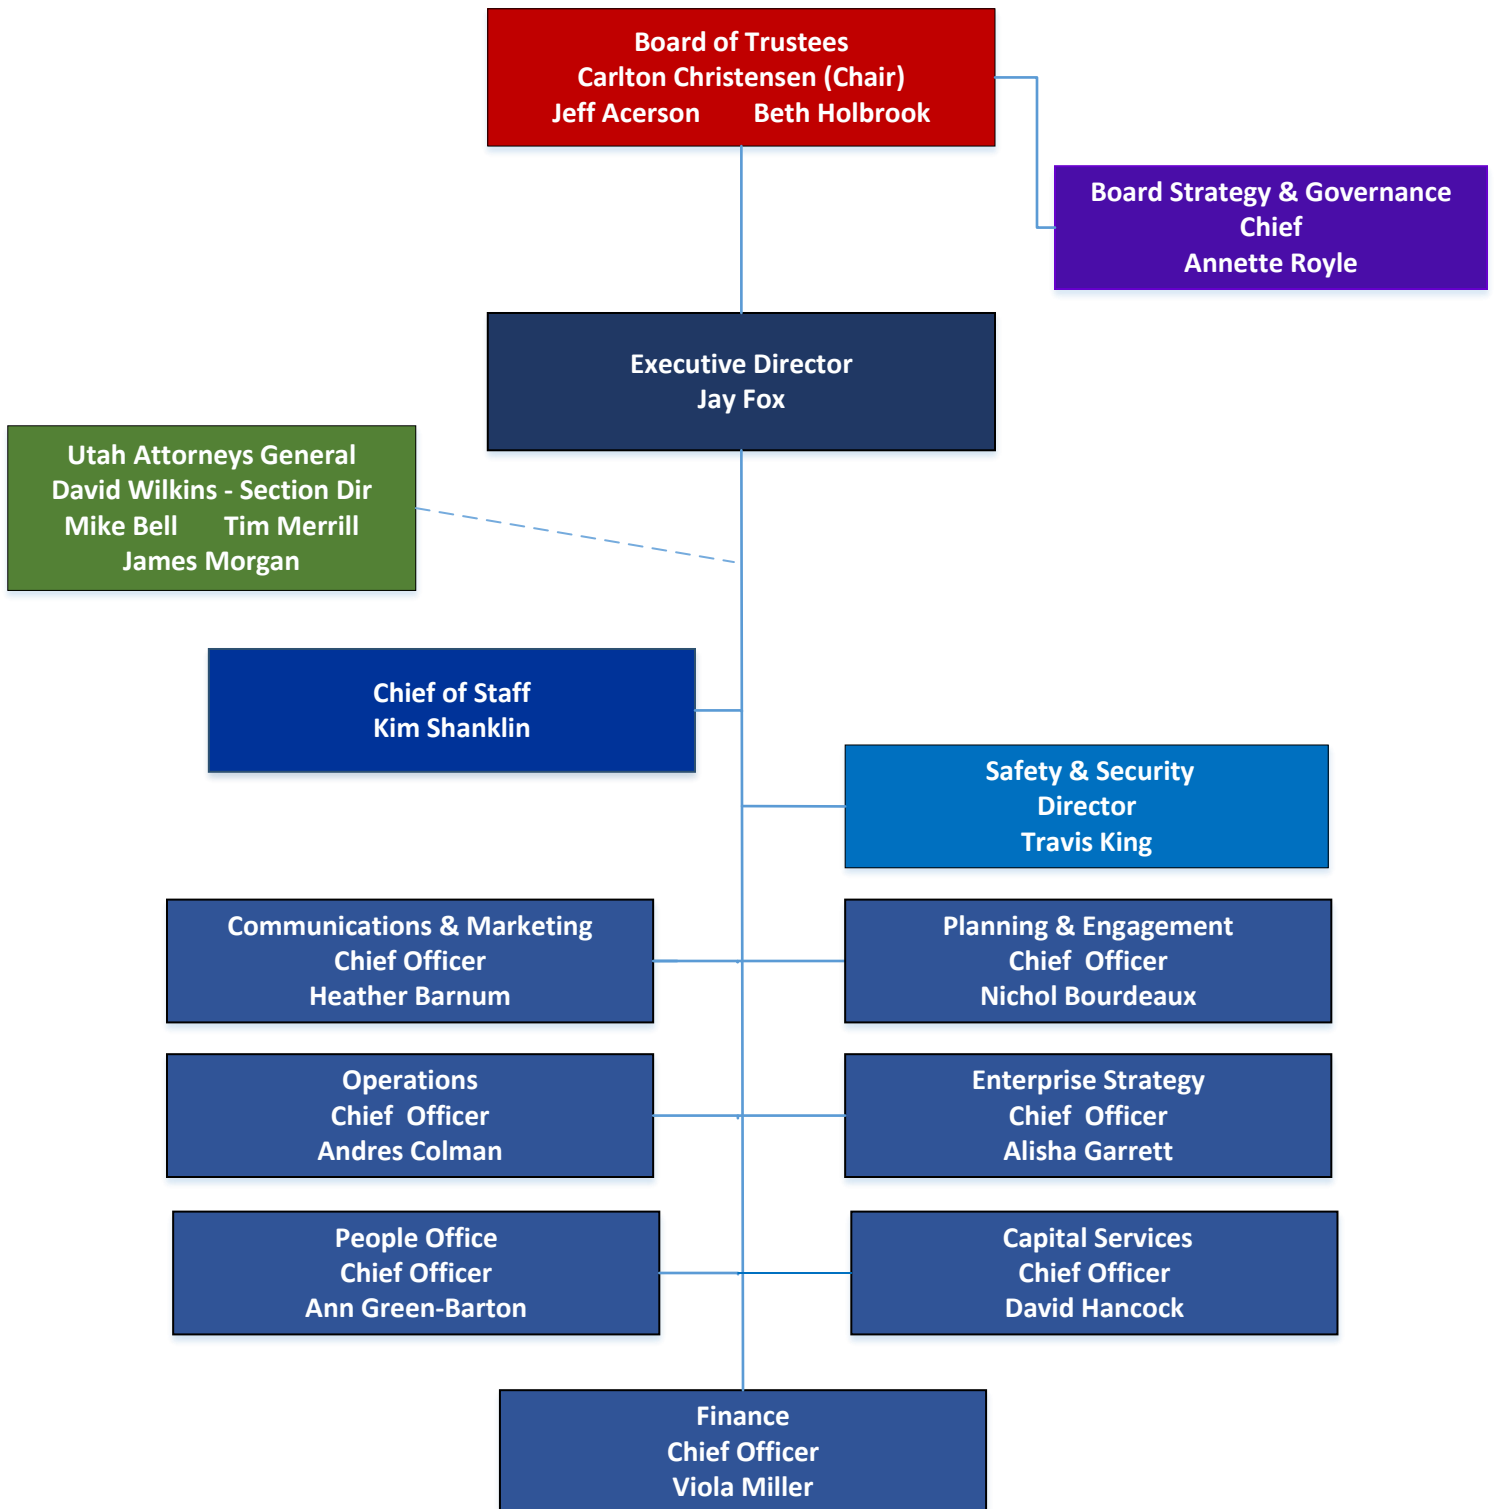 Board of Trustees
Carlton Christensen (Chair)
Jeff Acerson Beth Holbrook
Board Strategy & Governance
Chief
Annette Royle
Executive Director
Jay Fox
Utah Attorneys General
David Wilkins - Section Dir
Mike Bell Tim Merrill
James Morgan
Chief of Staff
Kim Shanklin
Safety & Security
Director
Travis King
Communications & Marketing
Chief Officer
Heather Barnum
Planning & Engagement
Chief Officer
Nichol Bourdeaux
Operations
Chief Officer
Andres Colman
Enterprise Strategy
Chief Officer
Alisha Garrett
People Office
Chief Officer
Ann Green-Barton
Capital Services
Chief Officer
David Hancock
Finance
Chief Officer
Viola Miller